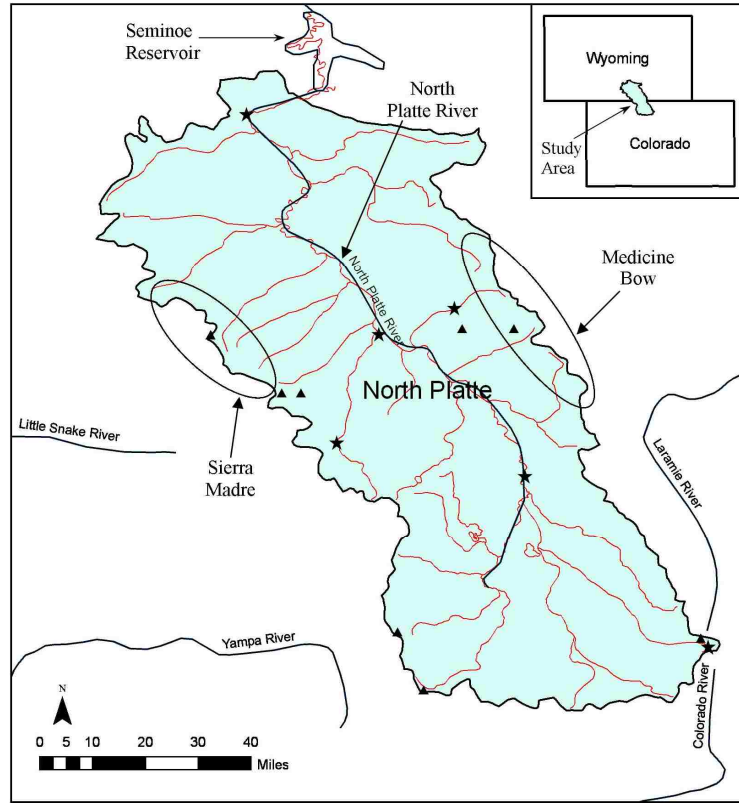 Seminoe
Reservoir
North
Platte River
Wyoming
Study
Area
Colorado
Medicine
Bow
North Platte River
North Platte
Little Snake River
Sierra
Madre
Laramie River
Yampa River
Colorado River
N
0 5 10 20 30 40
Miles